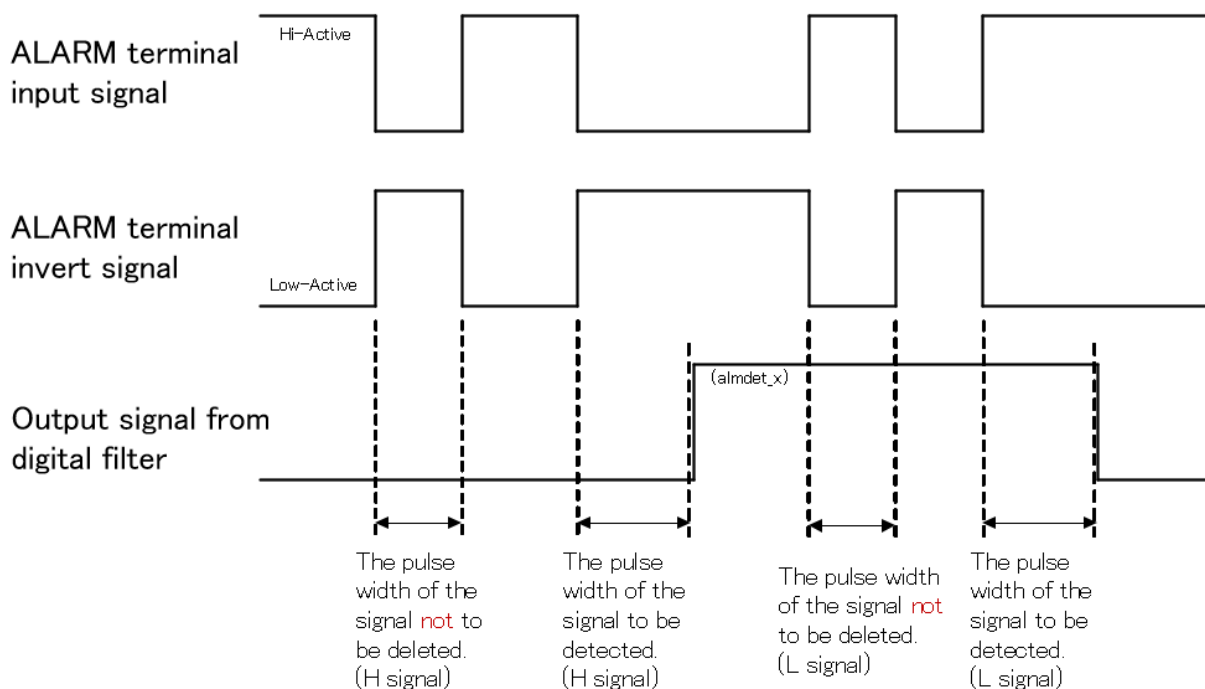 ALARM terminal
input signal
Hi-Active
ALARM terminal
invert signal
Low-Active
Output signal from
digital filter
(almdet_x)
The pulse
width of the
signal not to
be deleted.
(H signal)
The pulse
width of the
signal to be
detected.
(H signal)
The pulse width
of the signal not
to be deleted.
(L signal)
The pulse
width of the
signal to be
detected.
(L signal)